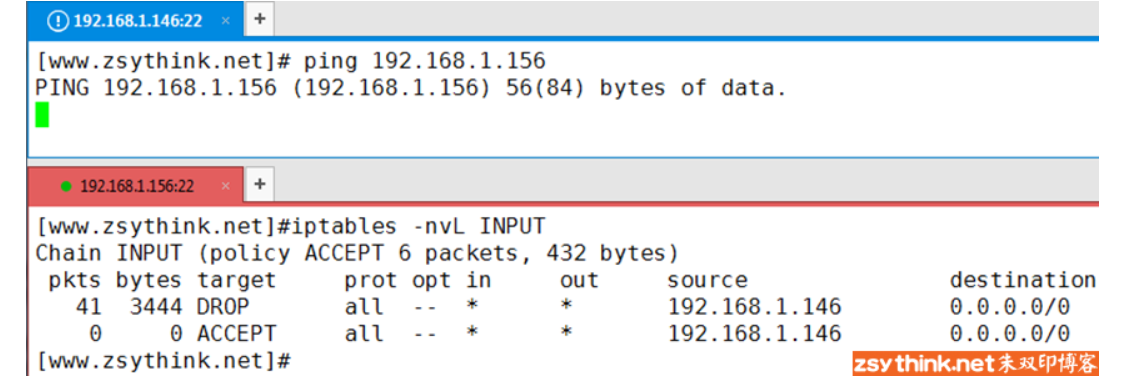 192.168.1.146:22 × +
[www.zsythink.net]# ping 192.168.1.156
PING 192.168.1.156 (192.168.1.156) 56(84) bytes of data.
192.168.1.156:22 × +
[www.zsythink.net]#iptables -nvL INPUT
Chain INPUT (policy ACCEPT 6 packets, 432 bytes)
pkts bytes target prot opt in out source destination
41 3444 DROP all -- * * 192.168.1.146 0.0.0.0/0
0 0 ACCEPT all -- * * 192.168.1.146 0.0.0.0/0
[www.zsythink.net]#
zsythink.net朱双印博客